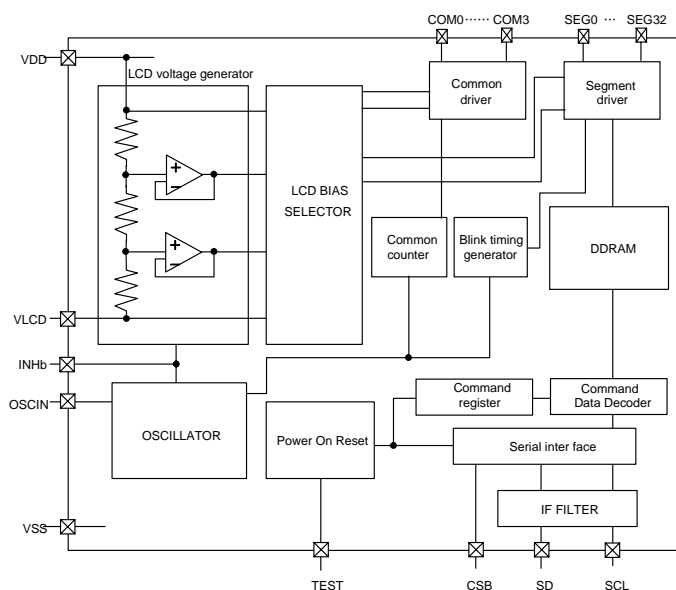 COM0 ······ COM3
SEG0 ··· SEG32
VDD
LCD voltage generator
Common
driver
Segment
driver
+
−
LCD BIAS
SELECTOR
+
−
Common
counter
Blink timing
generator
DDRAM
VLCD
INHb
OSCIN
OSCILLATOR
Power On Reset
Command
register
Command
Data Decoder
Serial inter face
IF FILTER
VSS
TEST
CSB
SD
SCL